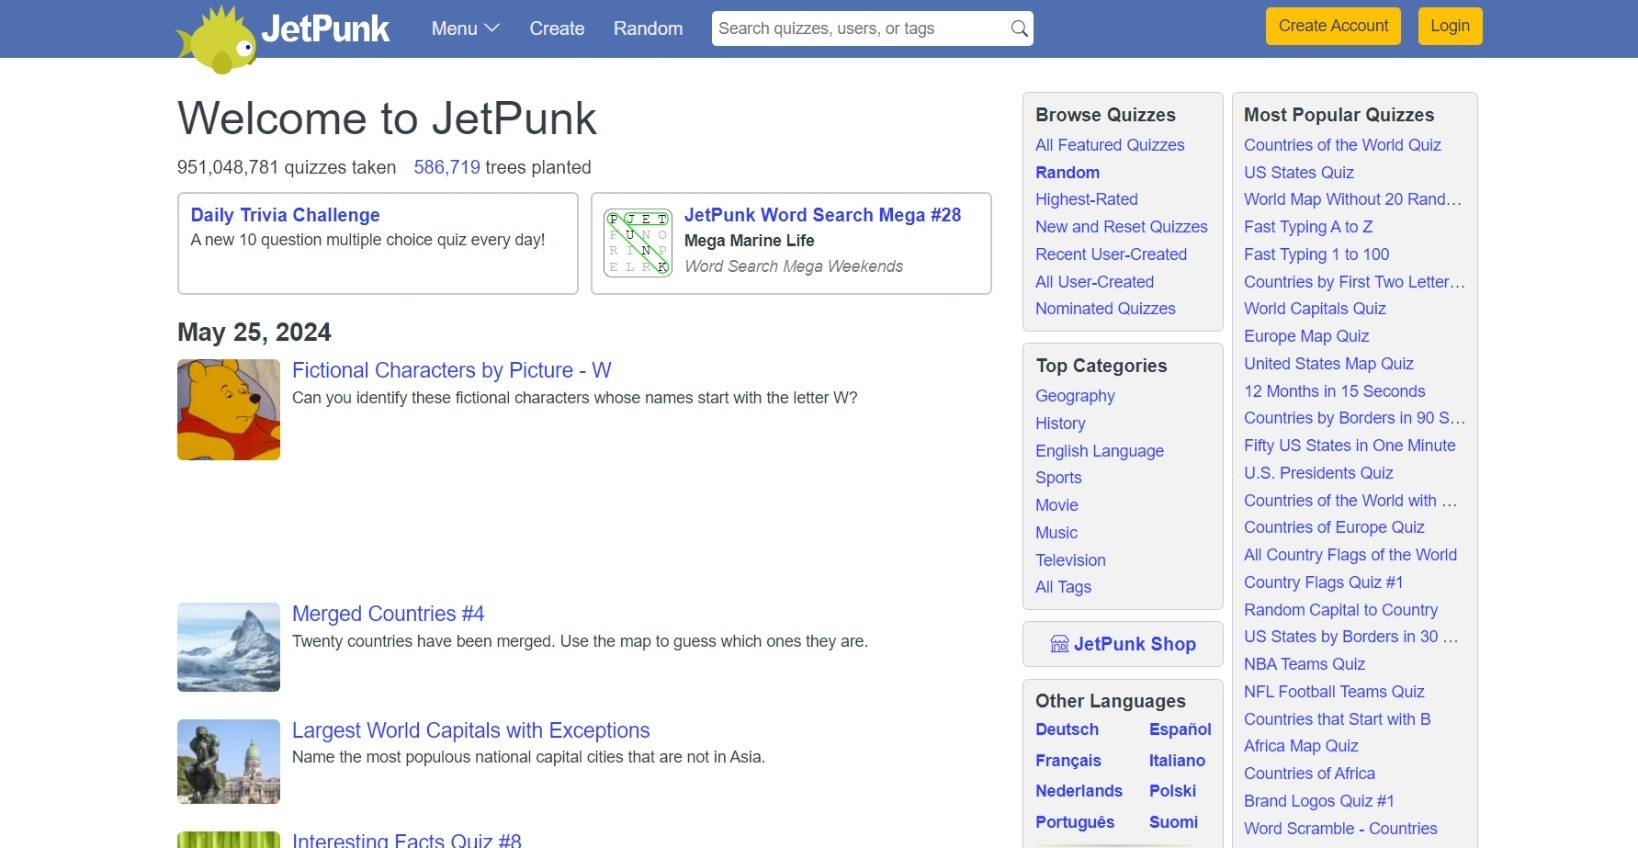 JetPunk
Menu
Create
Random
Search quizzes, users, or tags
Create Account
Login
Welcome to JetPunk
951,048,781 quizzes taken 586,719 trees planted
Daily Trivia Challenge
A new 10 question multiple choice quiz every day!
P J E T
F U N O
R I N P
E L R K
JetPunk Word Search Mega #28
Mega Marine Life
Word Search Mega Weekends
May 25, 2024
Fictional Characters by Picture - W
Can you identify these fictional characters whose names start with the letter W?
Merged Countries #4
Twenty countries have been merged. Use the map to guess which ones they are.
Largest World Capitals with Exceptions
Name the most populous national capital cities that are not in Asia.
Interesting Facts Quiz #8
Browse Quizzes
All Featured Quizzes
Random
Highest-Rated
New and Reset Quizzes
Recent User-Created
All User-Created
Nominated Quizzes
Top Categories
Geography
History
English Language
Sports
Movie
Music
Television
All Tags
JetPunk Shop
Other Languages
Deutsch Español
Français Italiano
Nederlands Polski
Português Suomi
Most Popular Quizzes
Countries of the World Quiz
US States Quiz
World Map Without 20 Rand…
Fast Typing A to Z
Fast Typing 1 to 100
Countries by First Two Letter…
World Capitals Quiz
Europe Map Quiz
United States Map Quiz
12 Months in 15 Seconds
Countries by Borders in 90 S…
Fifty US States in One Minute
U.S. Presidents Quiz
Countries of the World with …
Countries of Europe Quiz
All Country Flags of the World
Country Flags Quiz #1
Random Capital to Country
US States by Borders in 30 …
NBA Teams Quiz
NFL Football Teams Quiz
Countries that Start with B
Africa Map Quiz
Countries of Africa
Brand Logos Quiz #1
Word Scramble - Countries